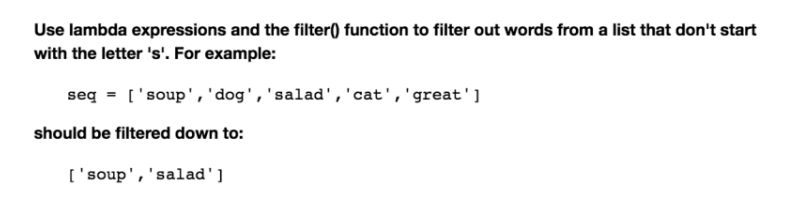 Use lambda expressions and the filter() function to filter out words from a list that don't start
with the letter 's'. For example:
seq = ['soup','dog','salad','cat','great']
should be filtered down to:
['soup','salad']